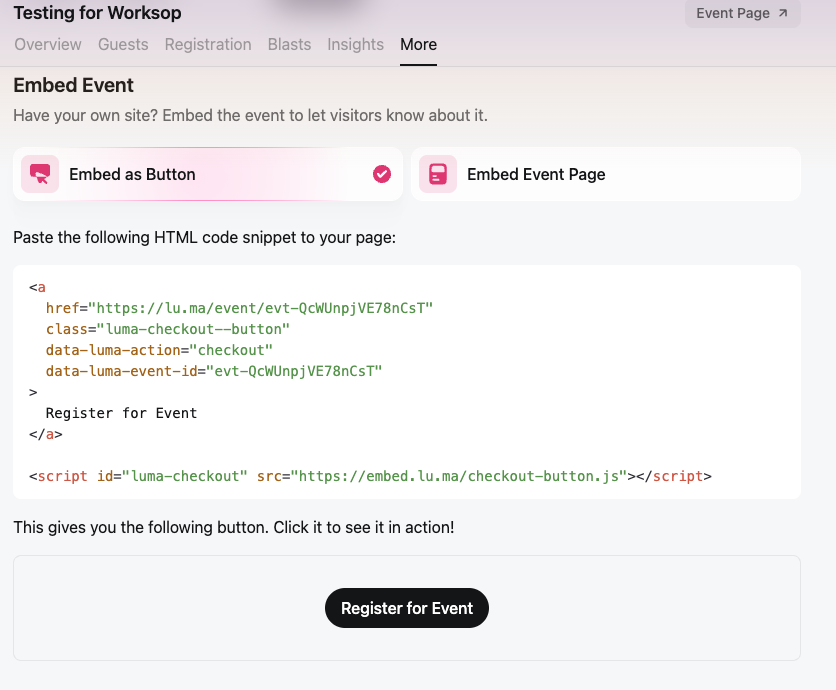 Testing for Worksop
Event Page ↗
Overview Guests Registration Blasts Insights More
Embed Event
Have your own site? Embed the event to let visitors know about it.
Embed as Button
Embed Event Page
Paste the following HTML code snippet to your page:
<a
  href="https://lu.ma/event/evt-QcWUnpjVE78nCsT"
  class="luma-checkout--button"
  data-luma-action="checkout"
  data-luma-event-id="evt-QcWUnpjVE78nCsT"
>
  Register for Event
</a>

<script id="luma-checkout" src="https://embed.lu.ma/checkout-button.js"></script>
This gives you the following button. Click it to see it in action!
Register for Event